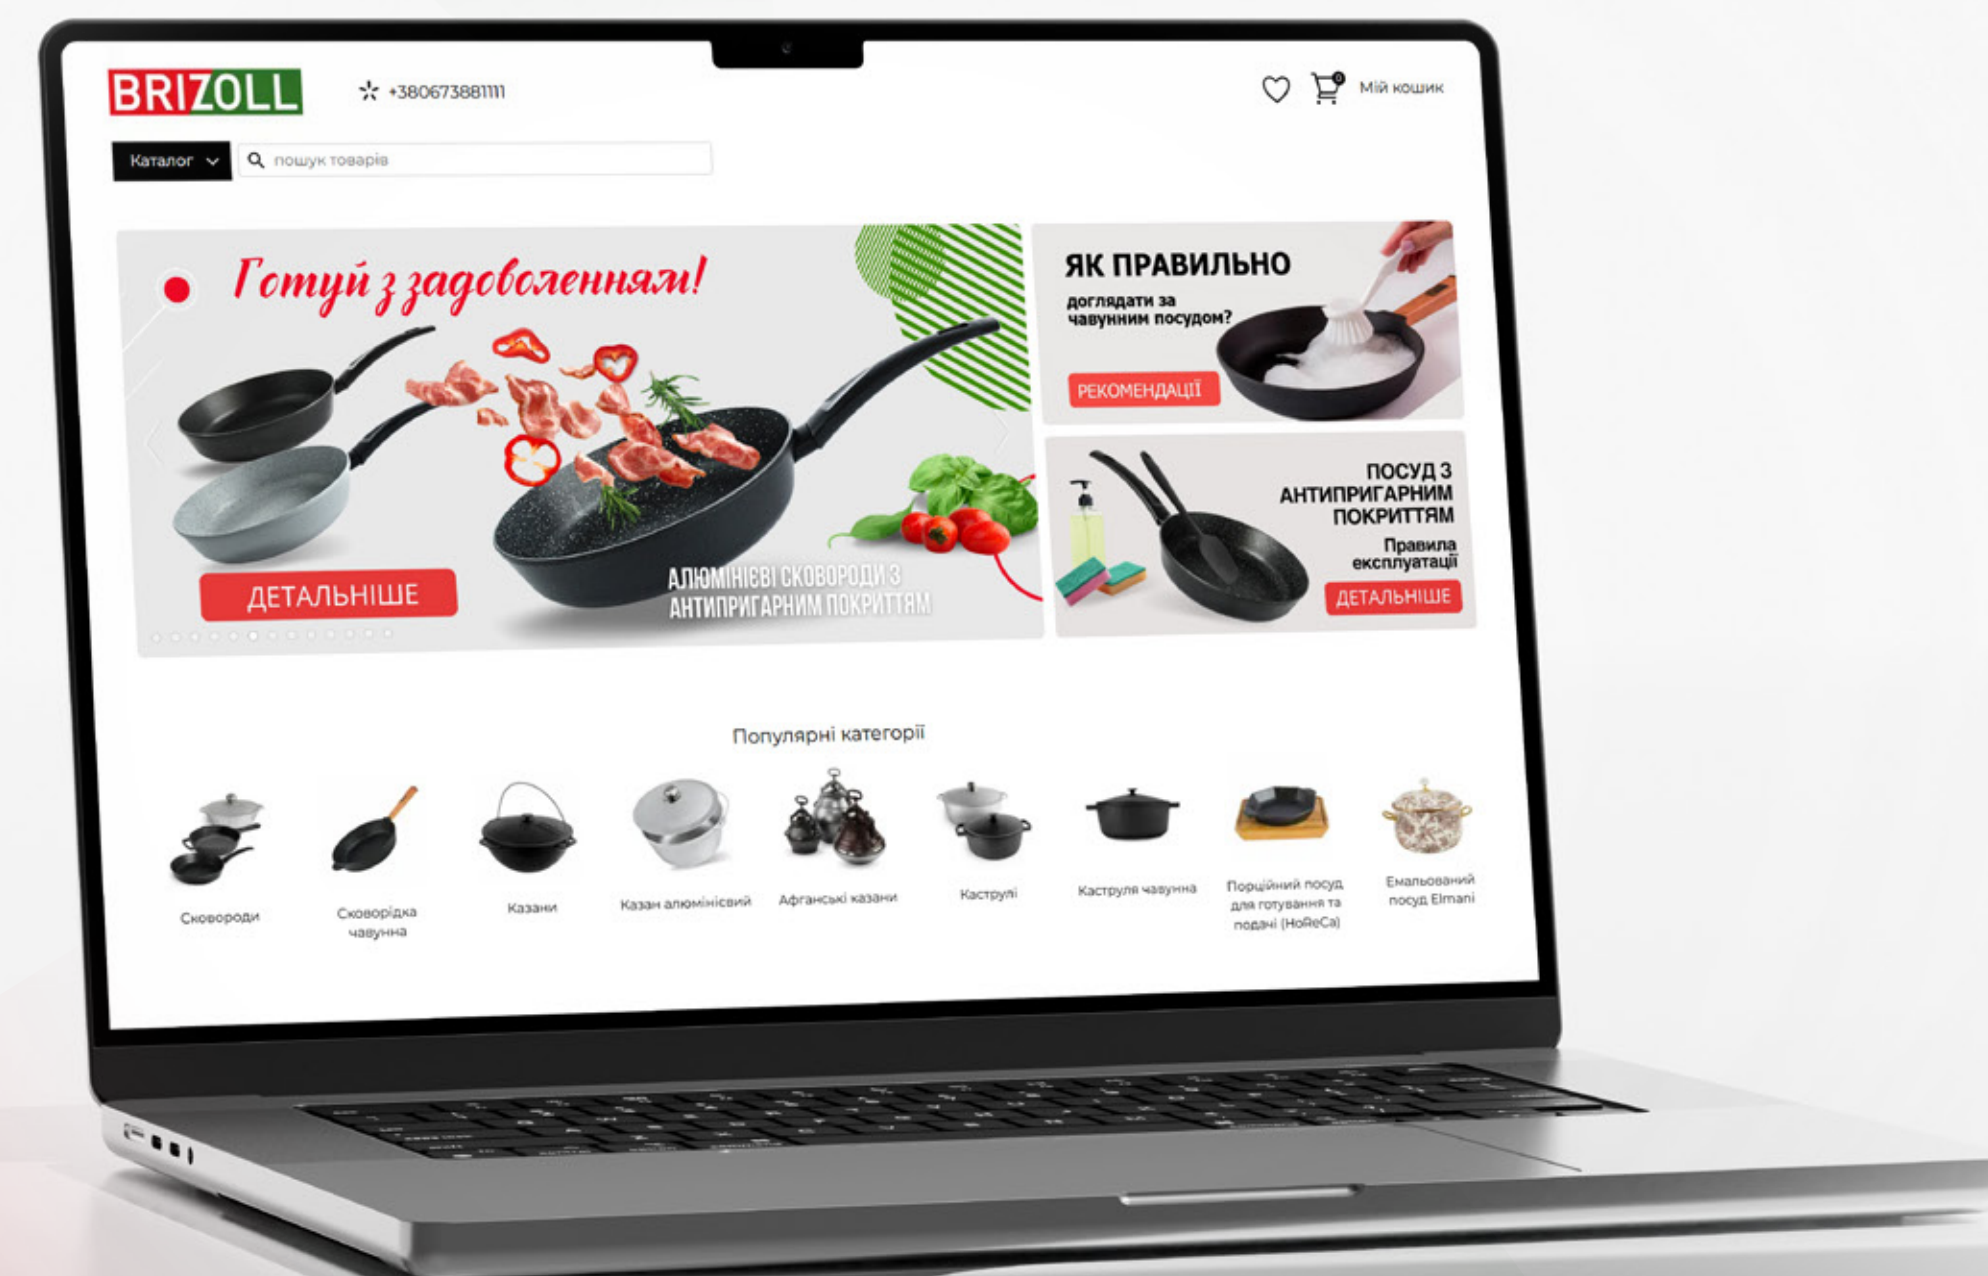 BRIZOLL
+380673881111
0
Мій кошик
Каталог
пошук товарів
Готуй з задоволенням!
ДЕТАЛЬНІШЕ
АЛЮМІНІЄВІ СКОВОРОДИ З
АНТИПРИГАРНИМ ПОКРИТТЯМ
ЯК ПРАВИЛЬНО
доглядати за
чавунним посудом?
РЕКОМЕНДАЦІЇ
ПОСУД З
АНТИПРИГАРНИМ
ПОКРИТТЯМ
Правила
експлуатації
ДЕТАЛЬНІШЕ
Популярні категорії
Сковороди
Сковорідка
чавунна
Казани
Казан алюмінієвий
Афганські казани
Каструлі
Каструля чавунна
Порційний посуд
для готування та
подачі (HoReCa)
Емальований
посуд Elmani